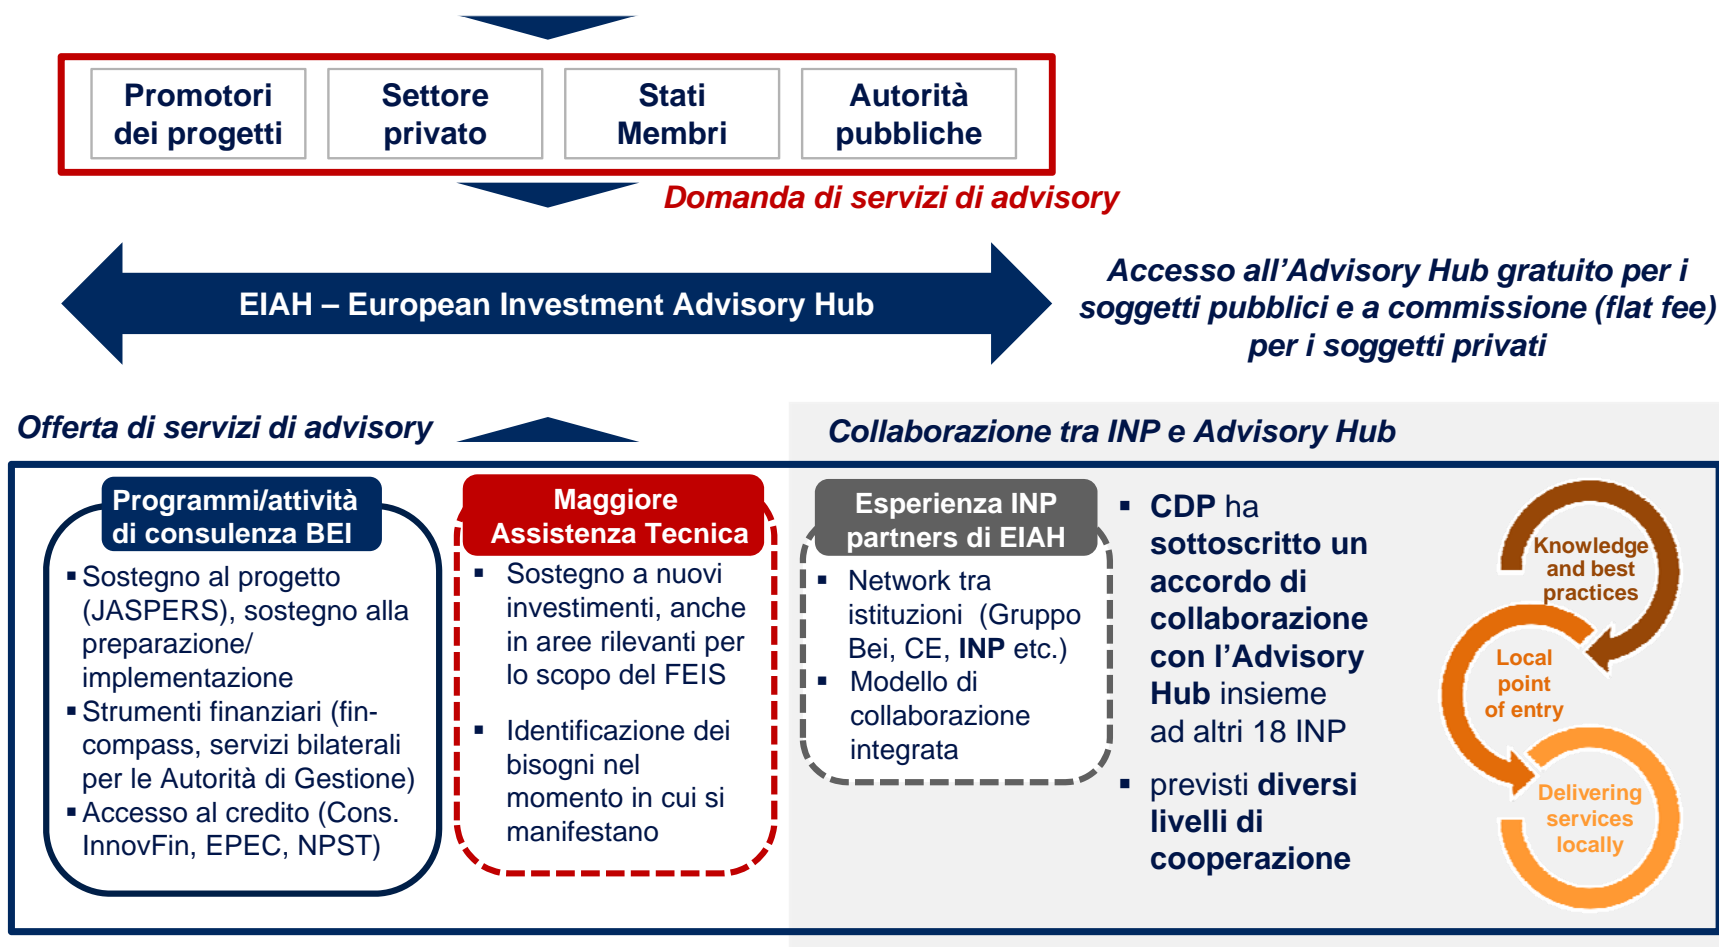 Promotori
dei progetti
Settore
privato
Stati
Membri
Autorità
pubbliche
Domanda di servizi di advisory
EIAH – European Investment Advisory Hub
Accesso all’Advisory Hub gratuito per i
soggetti pubblici e a commissione (flat fee)
per i soggetti privati
Offerta di servizi di advisory
Collaborazione tra INP e Advisory Hub
Programmi/attività
di consulenza BEI
▪ Sostegno al progetto
(JASPERS), sostegno alla
preparazione/
implementazione
▪ Strumenti finanziari (fin-
compass, servizi bilaterali
per le Autorità di Gestione)
▪ Accesso al credito (Cons.
InnovFin, EPEC, NPST)
Maggiore
Assistenza Tecnica
▪ Sostegno a nuovi
investimenti, anche
in aree rilevanti per
lo scopo del FEIS
▪ Identificazione dei
bisogni nel
momento in cui si
manifestano
Esperienza INP
partners di EIAH
▪ Network tra
istituzioni (Gruppo
Bei, CE, INP etc.)
▪ Modello di
collaborazione
integrata
▪ CDP ha
sottoscritto un
accordo di
collaborazione
con l’Advisory
Hub insieme
ad altri 18 INP
▪ previsti diversi
livelli di
cooperazione
Knowledge
and best
practices
Local
point
of entry
Delivering
services
locally